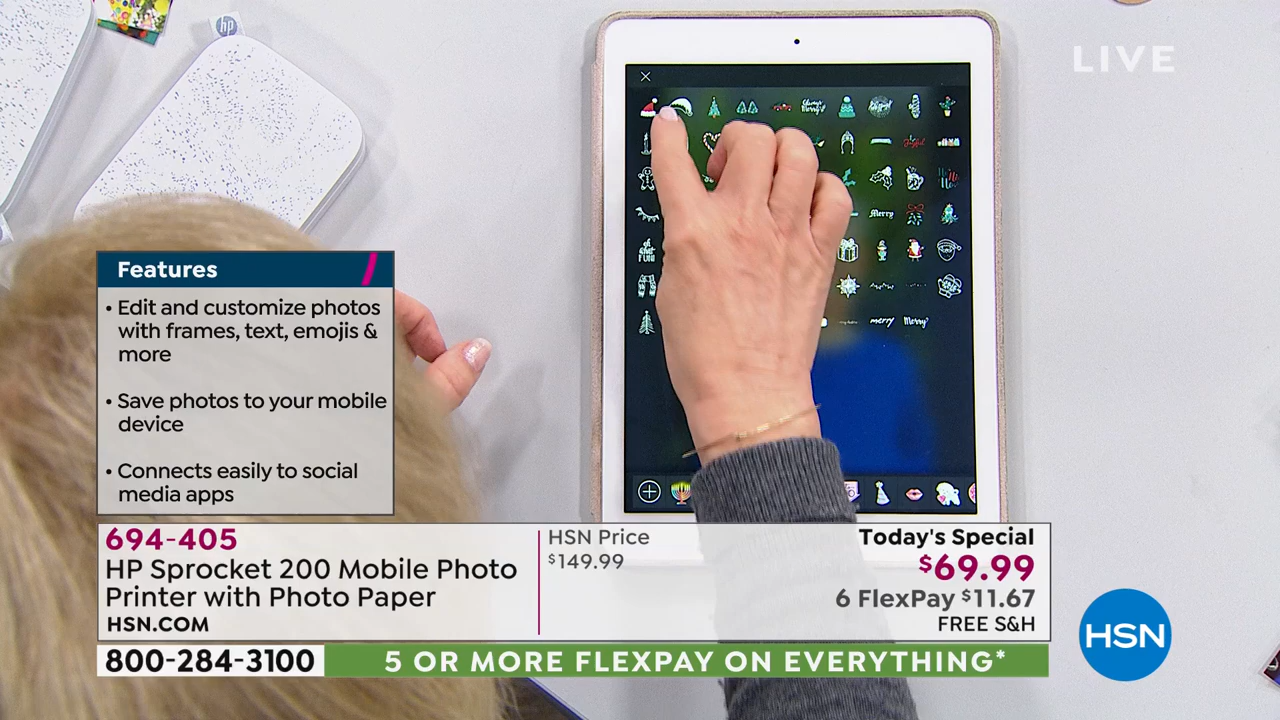 hp
LIVE
Merry
merry
Merry
Features
• Edit and customize photos
with frames, text, emojis &
more
• Save photos to your mobile
device
• Connects easily to social
media apps
694-405
HP Sprocket 200 Mobile Photo
Printer with Photo Paper
HSN.COM
HSN Price
$149.99
Today's Special
$69.99
6 FlexPay $11.67
FREE S&H
HSN
800-284-3100
5 OR MORE FLEXPAY ON EVERYTHING*